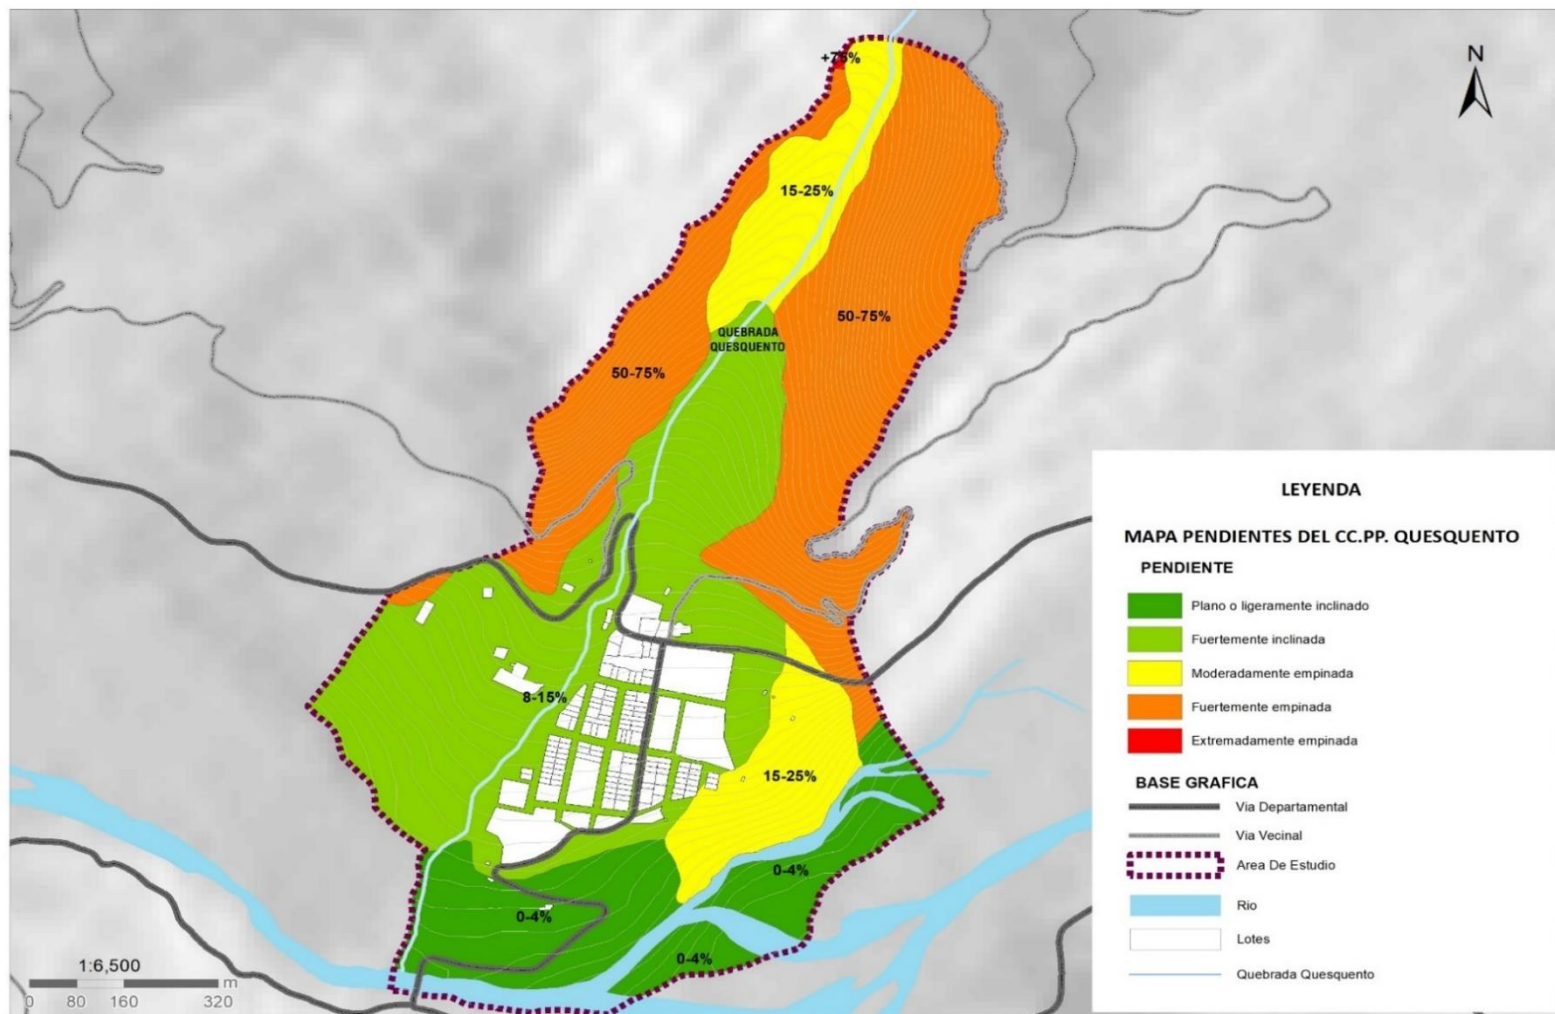 N
+75%
15-25%
50-75%
QUEBRADA
QUESQUENTO
50-75%
8-15%
15-25%
0-4%
0-4%
0-4%
1:6,500
m
0 80 160 320
LEYENDA
MAPA PENDIENTES DEL CC.PP. QUESQUENTO
PENDIENTE
Plano o ligeramente inclinado
Fuertemente inclinada
Moderadamente empinada
Fuertemente empinada
Extremadamente empinada
BASE GRAFICA
Via Departamental
Via Vecinal
Area De Estudio
Rio
Lotes
Quebrada Quesquento